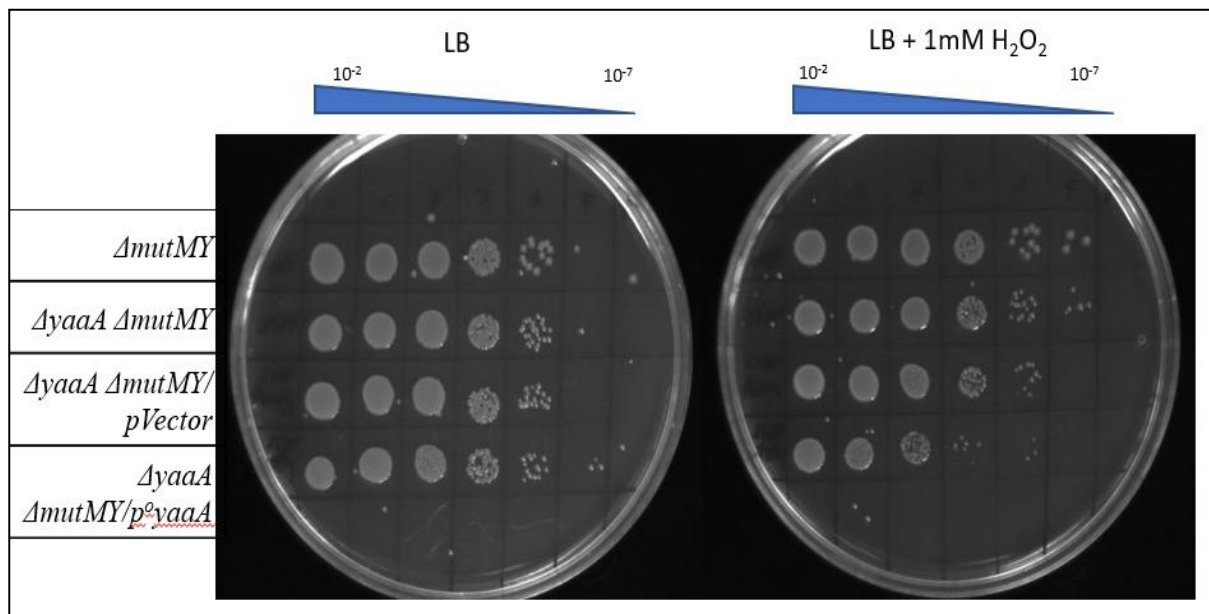 LB
LB + 1mM H₂O₂
10⁻²
10⁻⁷
10⁻²
10⁻⁷
ΔmutMY
ΔyaaA ΔmutMY
ΔyaaA ΔmutMY/
pVector
ΔyaaA
ΔmutMY/pᵒyaaA